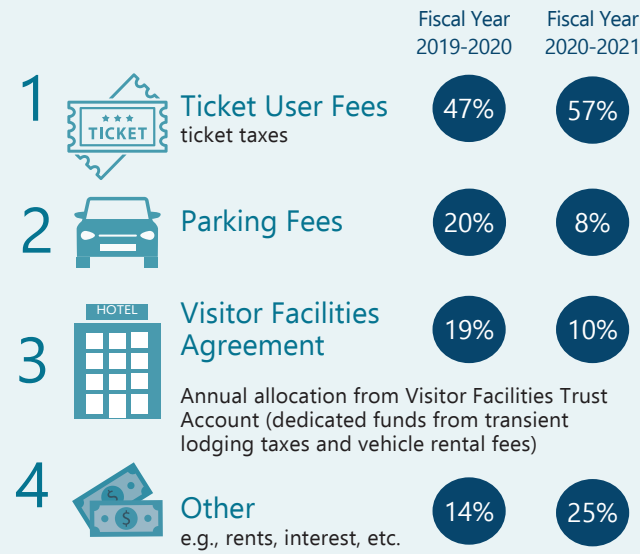 Fiscal Year Fiscal Year
2019-2020 2020-2021
1
TICKET
Ticket User Fees 47% 57%
ticket taxes
2
Parking Fees 20% 8%
3
HOTEL
Visitor Facilities
Agreement 19% 10%
Annual allocation from Visitor Facilities Trust
Account (dedicated funds from transient
lodging taxes and vehicle rental fees)
4
$
$
Other 14% 25%
e.g., rents, interest, etc.